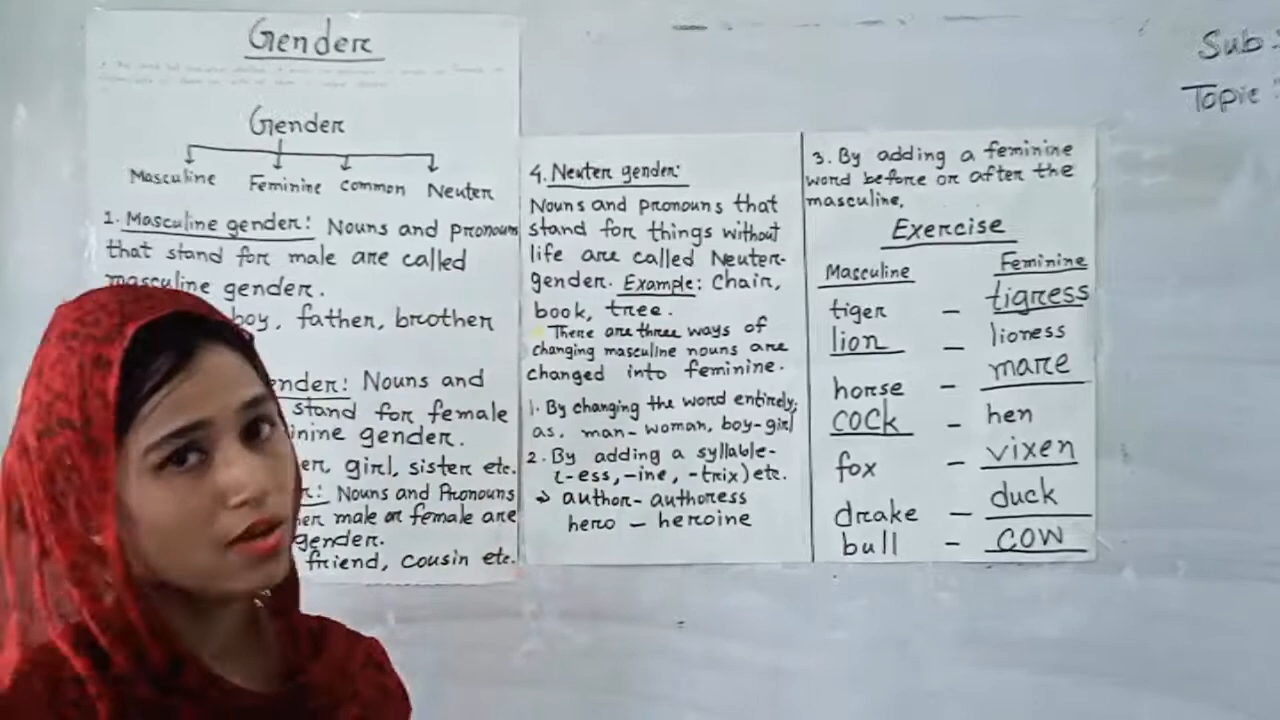 Gender
Gender
Masculine Feminine Common Neuter
1. Masculine gender: Nouns and pronouns
that stand for male are called
masculine gender.
boy, father, brother
gender: Nouns and
stand for female
gender.
girl, sister etc.
Nouns and Pronouns
male or female are
gender.
friend, cousin etc.
4. Neuter gender:
Nouns and pronouns that
stand for things without
life are called Neuter-
gender. Example: Chair,
book, tree.
There are three ways of
changing masculine nouns are
changed into feminine.
1. By changing the word entirely;
as, man-woman, boy-girl
2. By adding a syllable-
(-ess, -ine, -trix) etc.
→ author- authoress
hero - heroine
3. By adding a feminine
word before or after the
masculine.
Exercise
Masculine Feminine
tiger - tigress
lion - lioness
horse - mare
cock - hen
fox - vixen
drake - duck
bull - cow
Sub:
Topic: